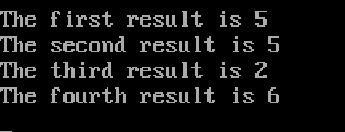 The first result is 5
The second result is 5
The third result is 2
The fourth result is 6